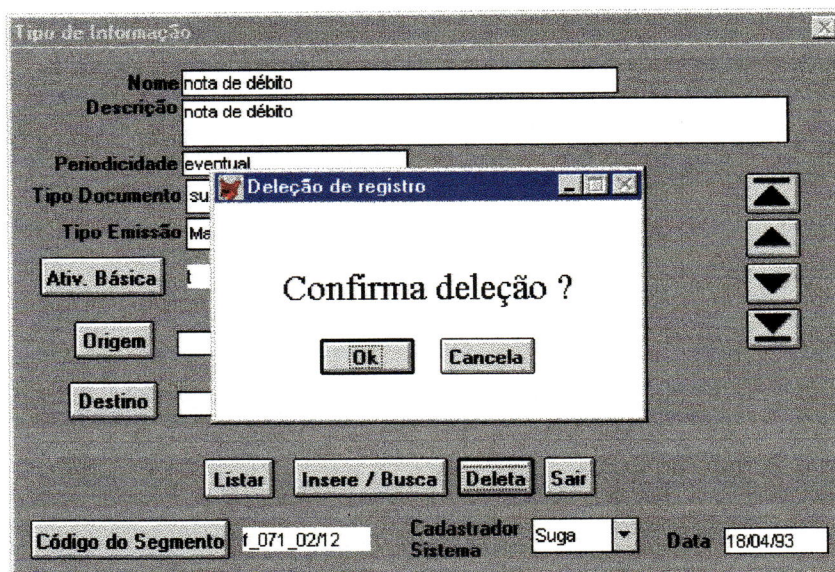 Tipo de Informação
Nome nota de débito
Descrição nota de débito
Periodicidade eventual
Tipo Documento su
Tipo Emissão Ma
Ativ. Básica t
Origem
Destino
Deleção de registro
Confirma deleção ?
Ok Cancela
Listar Insere / Busca Deleta Sair
Código do Segmento f_071_02/12 Cadastrador Sistema Suga Data 18/04/93